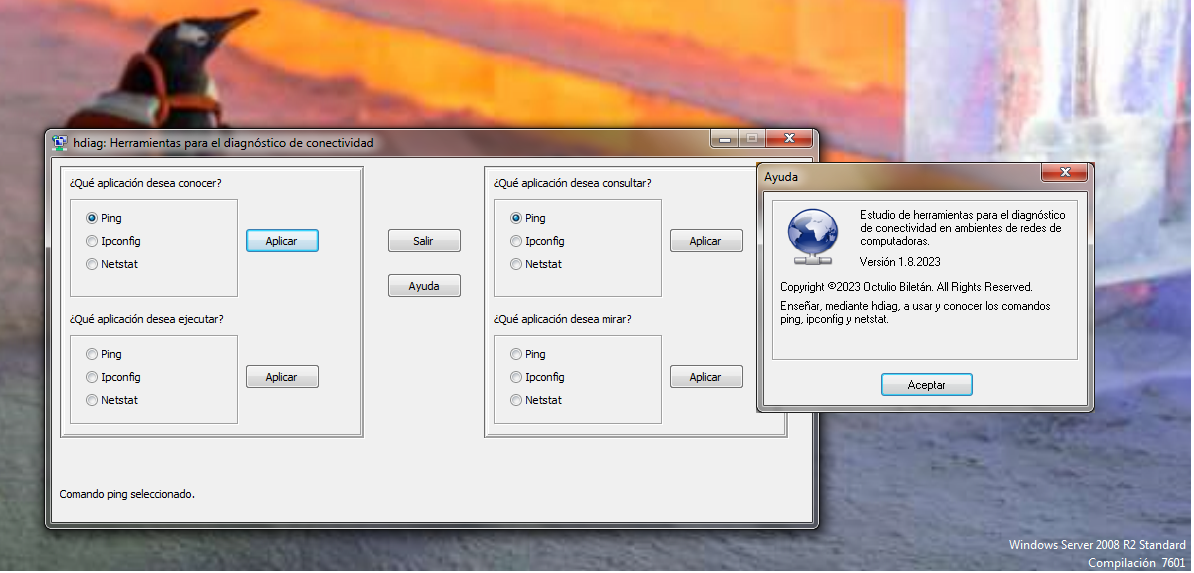 hdiag: Herramientas para el diagnóstico de conectividad
¿Qué aplicación desea conocer?
Ping
Ipconfig
Netstat
Aplicar
¿Qué aplicación desea ejecutar?
Ping
Ipconfig
Netstat
Aplicar
Salir
Ayuda
¿Qué aplicación desea consultar?
Ping
Ipconfig
Netstat
Aplicar
¿Qué aplicación desea mirar?
Ping
Ipconfig
Netstat
Aplicar
Comando ping seleccionado.
Ayuda
Estudio de herramientas para el diagnóstico
de conectividad en ambientes de redes de
computadoras.
Versión 1.8.2023
Copyright ©2023 Octulio Biletán. All Rights Reserved.
Enseñar, mediante hdiag, a usar y conocer los comandos
ping, ipconfig y netstat.
Aceptar
Windows Server 2008 R2 Standard
Compilación 7601